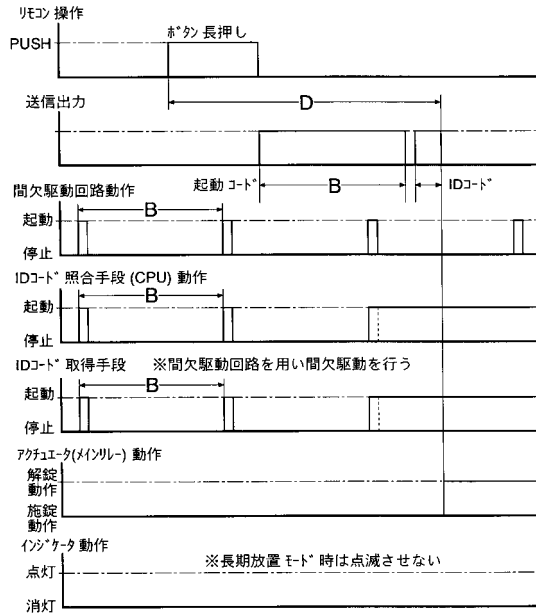 リモコン 操作
PUSH
ボタン 長押し
D
送信出力
起動 コード
B
IDコード
間欠駆動回路動作
B
起動
停止
IDコード 照合手段 (CPU) 動作
起動
B
停止
IDコード 取得手段 ※間欠駆動回路を用い間欠駆動を行う
起動
B
停止
アクチュエータ(メインリレー) 動作
解錠
動作
施錠
動作
インジケータ 動作
※長期放置 モード 時は点滅させない
点灯
消灯